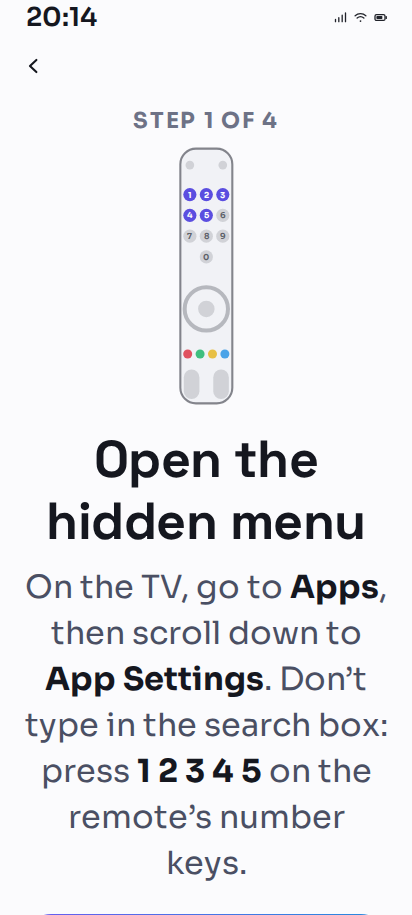 20:14
STEP 1 OF 4
1 2 3
4 5 6
7 8 9
0
Open the
hidden menu
On the TV, go to Apps,
then scroll down to
App Settings. Don’t
type in the search box:
press 1 2 3 4 5 on the
remote’s number
keys.